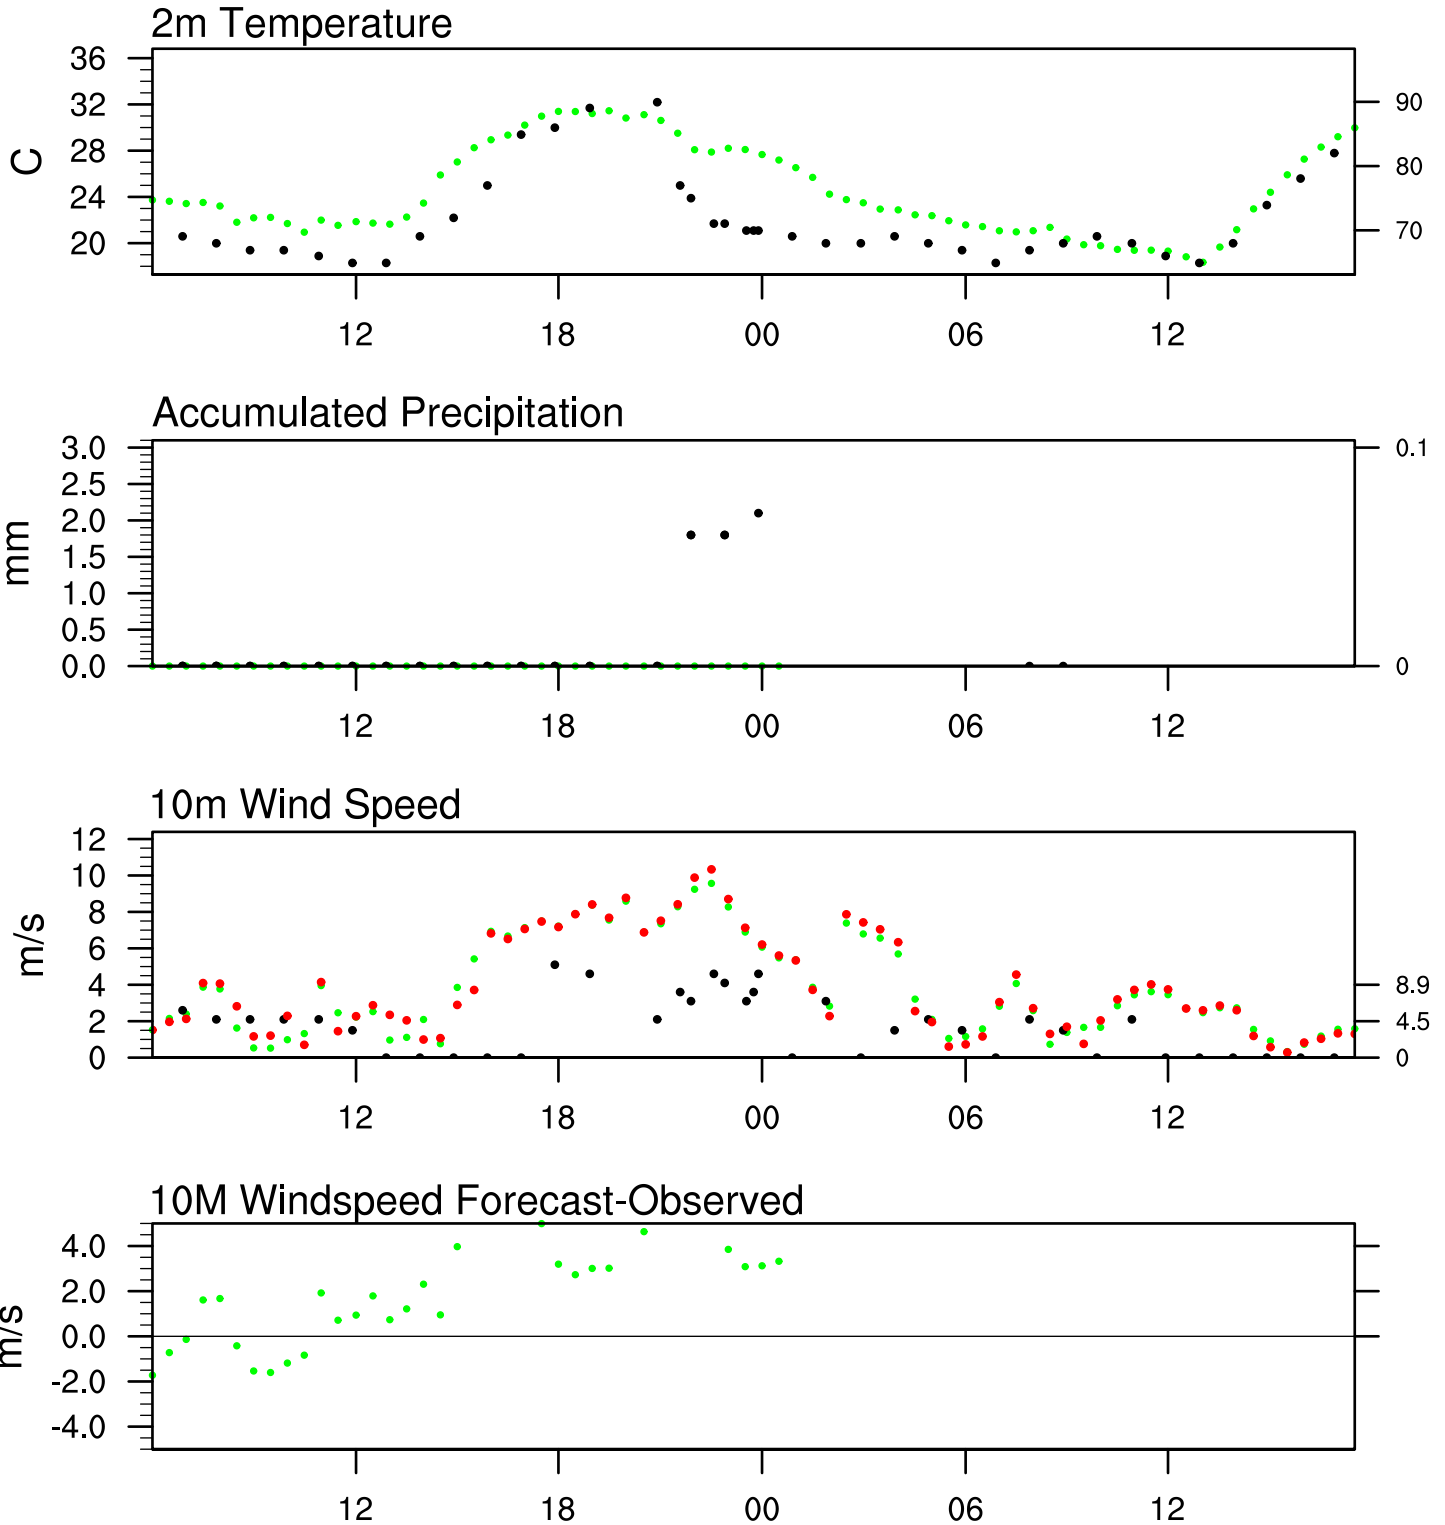 2m Temperature
36
32
28
24
20
C
90
80
70
12 18 00 06 12
Accumulated Precipitation
3.0
2.5
2.0
1.5
1.0
0.5
0.0
mm
0.1
0
12 18 00 06 12
10m Wind Speed
12
10
8
6
4
2
0
m/s
8.9
4.5
0
12 18 00 06 12
10M Windspeed Forecast-Observed
4.0
2.0
0.0
-2.0
-4.0
m/s
12 18 00 06 12